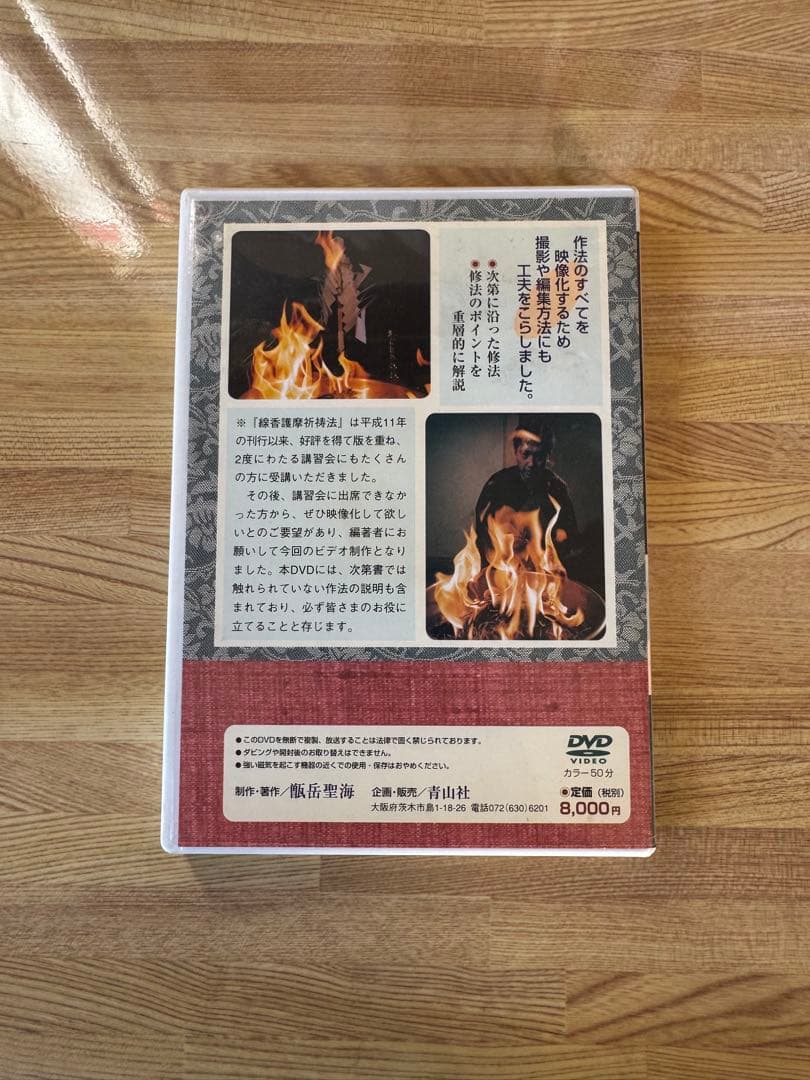 作法のすべてを
映像化するため
撮影や編集方法にも
工夫をこらしました。
●次第に沿った修法
●修法のポイントを
重層的に解説
※『線香護摩祈祷法』は平成11年
の刊行以来、好評を得て版を重ね、
2度にわたる講習会にもたくさん
の方に受講いただきました。
その後、講習会に出席できなか
った方から、ぜひ映像化して欲し
いとのご要望があり、編著者にお
願いして今回のビデオ制作となり
ました。本DVDには、次第書では
触れられていない作法の説明も含
まれており、必ず皆さまのお役に
立てることと存じます。
●このDVDを無断で複製、放送することは法律で固く禁じられております。
●ダビングや開封後のお取り替えはできません。
●強い磁気を起こす機器の近くでの使用・保存はおやめください。
DVD
VIDEO
カラー50分
制作・著作／甑岳聖海 企画・販売／青山社
大阪府茨木市島1-18-26 電話072(630)6201
●定価（税別）
8,000円